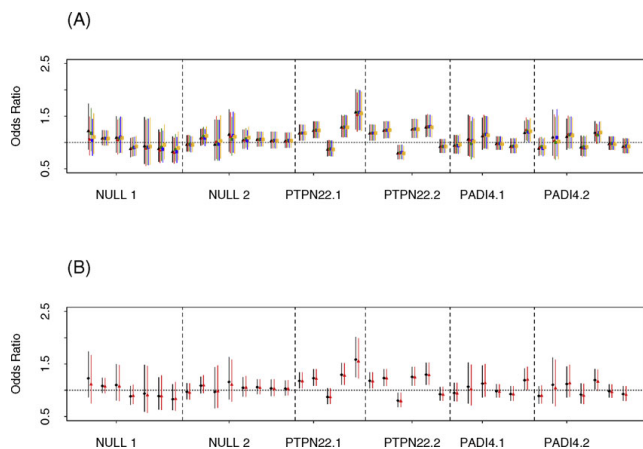 (A)
Odds Ratio
0.5 1.5 2.5
NULL 1 NULL 2 PTPN22.1 PTPN22.2 PADI4.1 PADI4.2
(B)
Odds Ratio
0.5 1.5 2.5
NULL 1 NULL 2 PTPN22.1 PTPN22.2 PADI4.1 PADI4.2